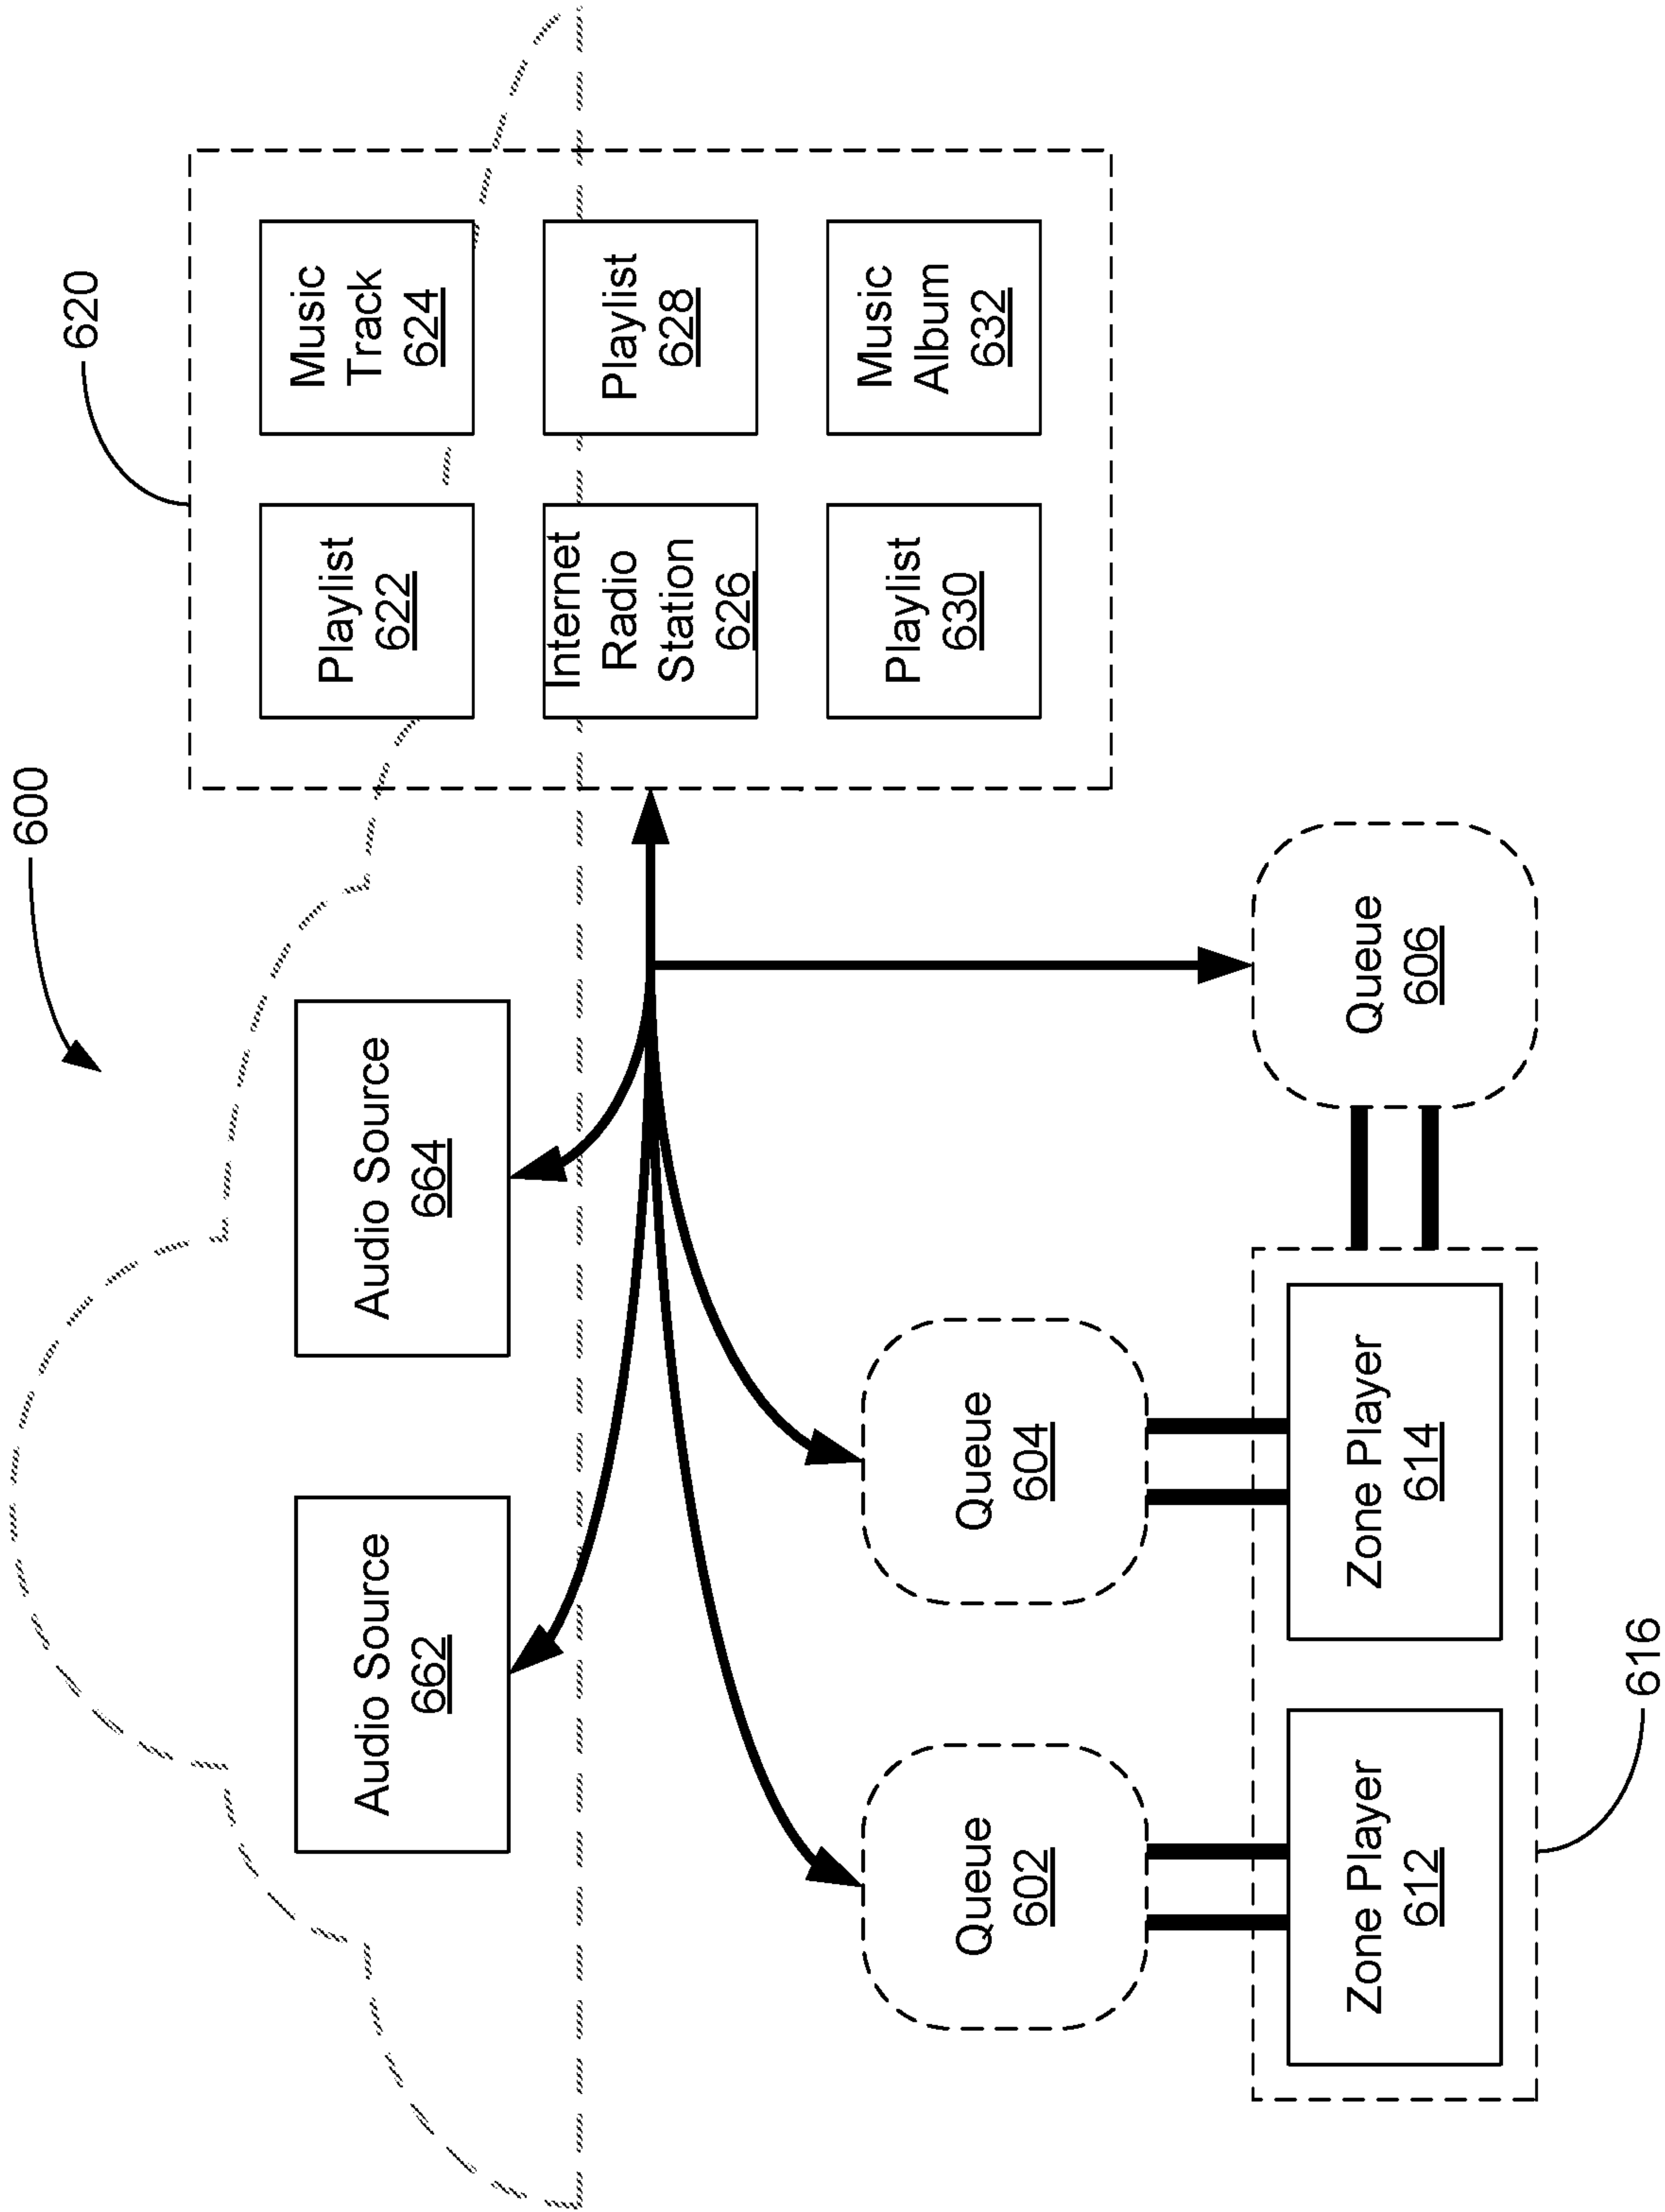 600
620
Audio Source
662
Audio Source
664
Playlist
622
Music
Track
624
Internet
Radio
Station
626
Playlist
628
Playlist
630
Music
Album
632
Queue
602
Queue
604
Queue
606
Zone Player
612
Zone Player
614
616